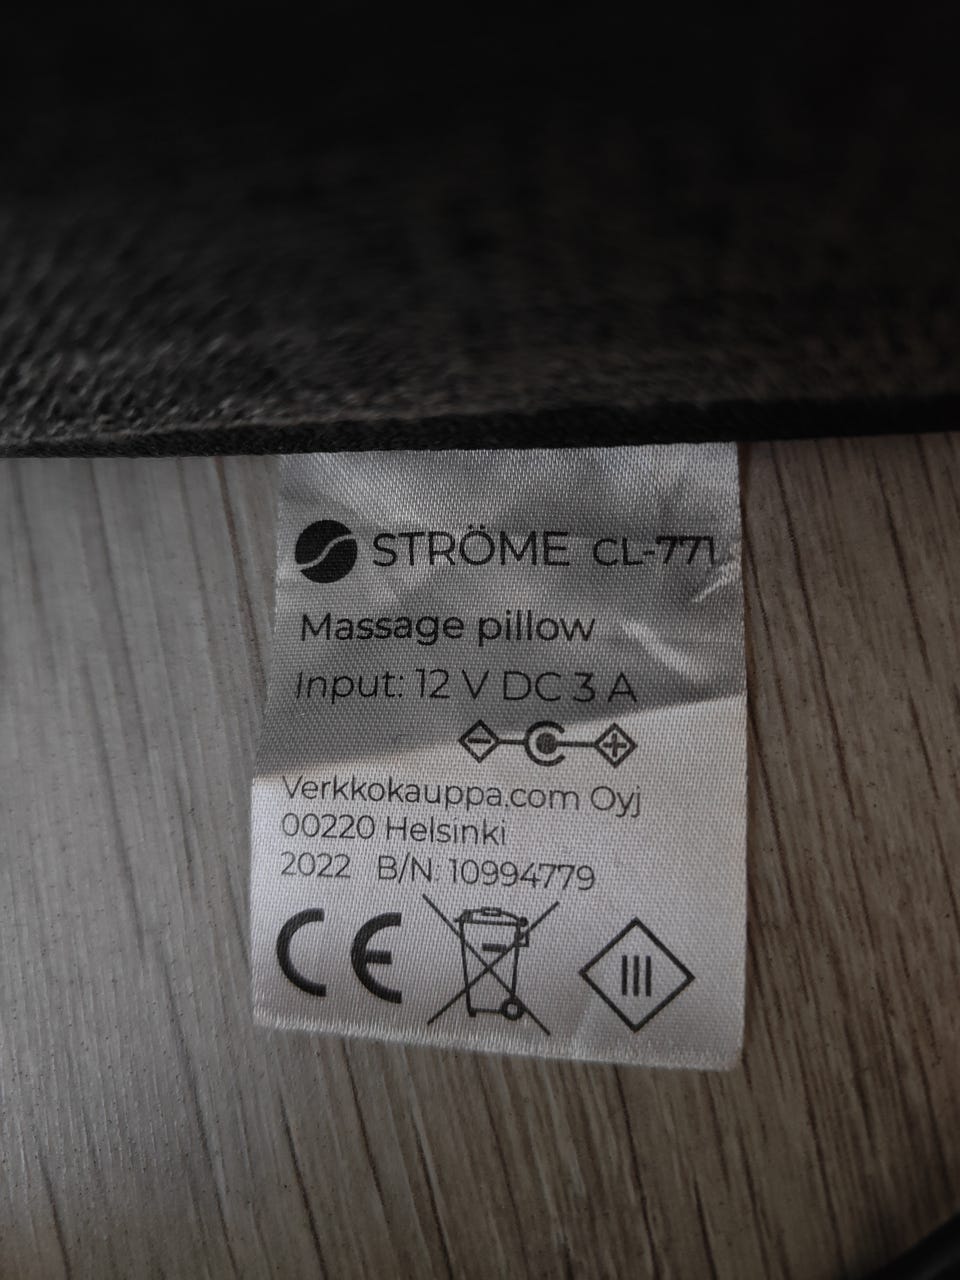 STRÖME CL-771
Massage pillow
Input: 12 V DC 3 A
Verkkokauppa.com Oyj
00220 Helsinki
2022 B/N: 10994779
CE
III